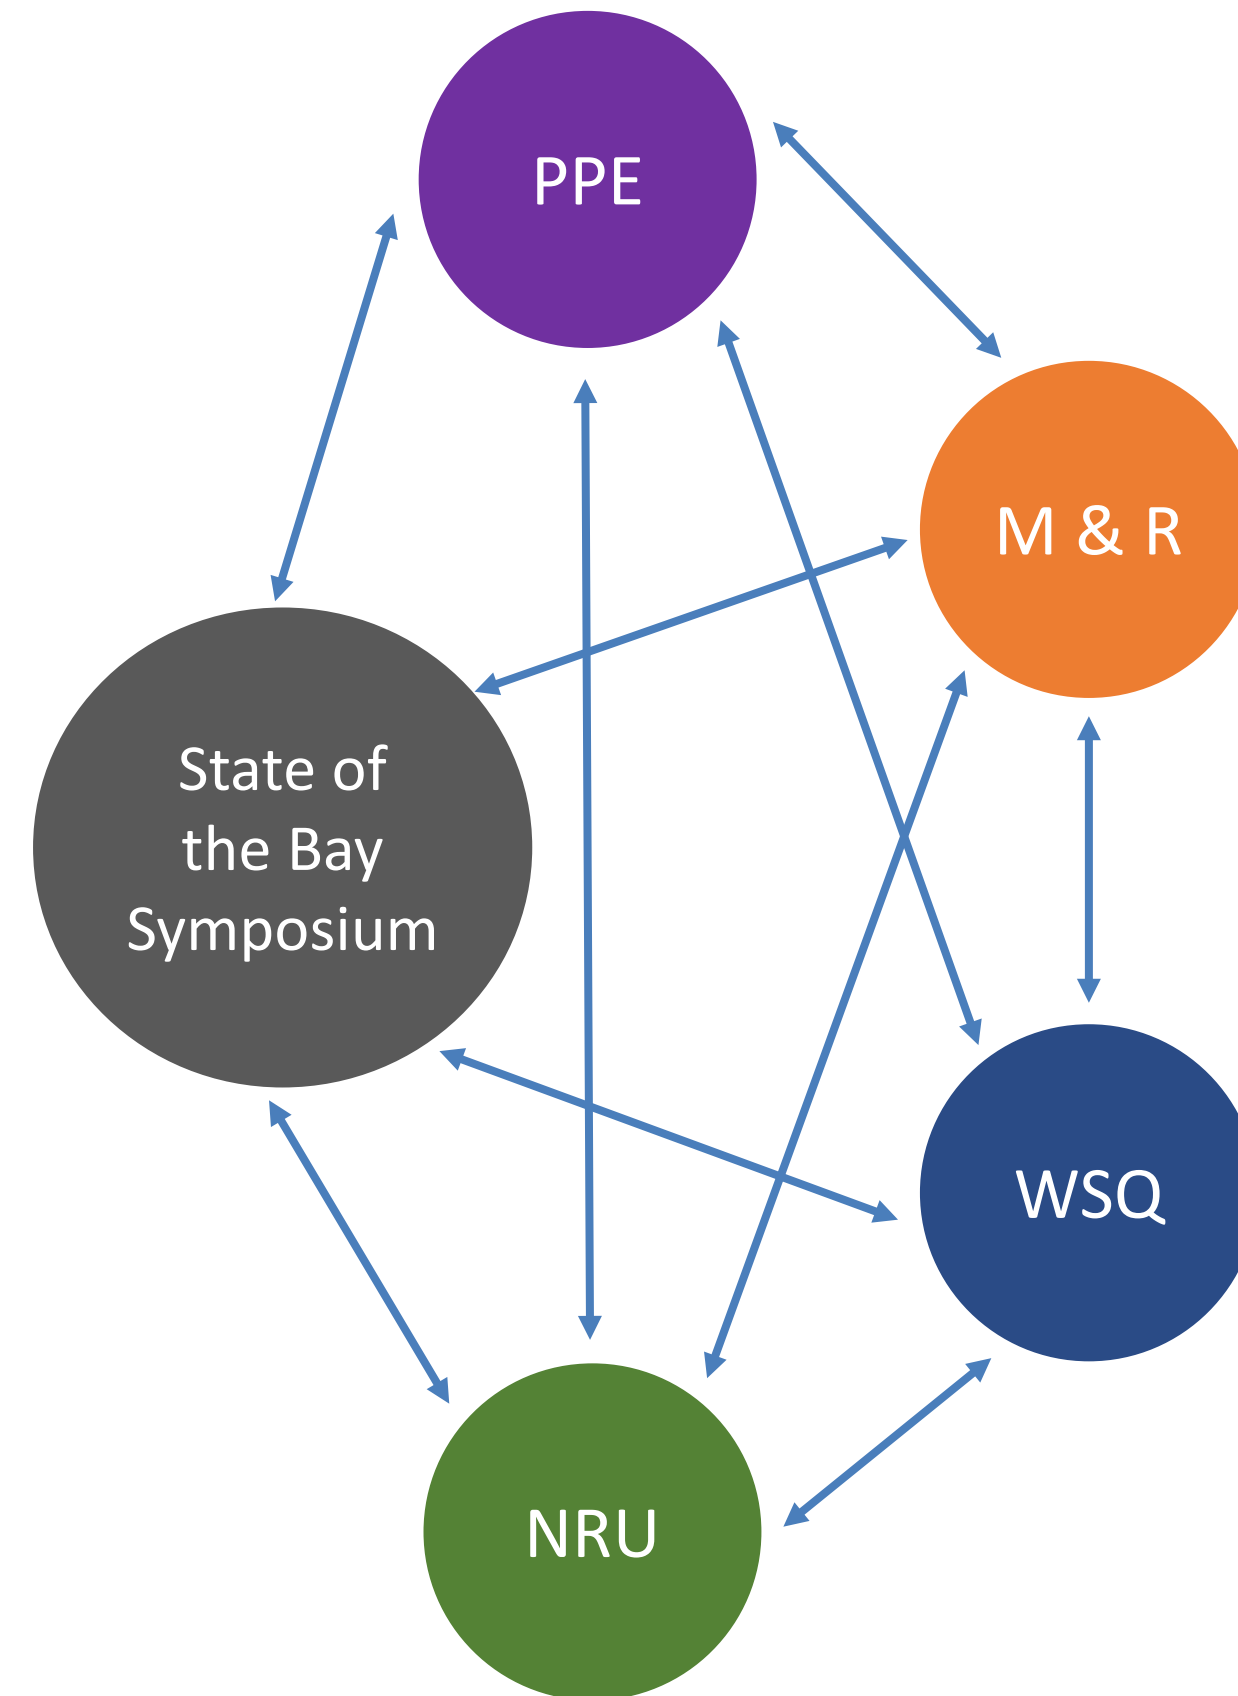 PPE
M & R
State of
the Bay
Symposium
WSQ
NRU